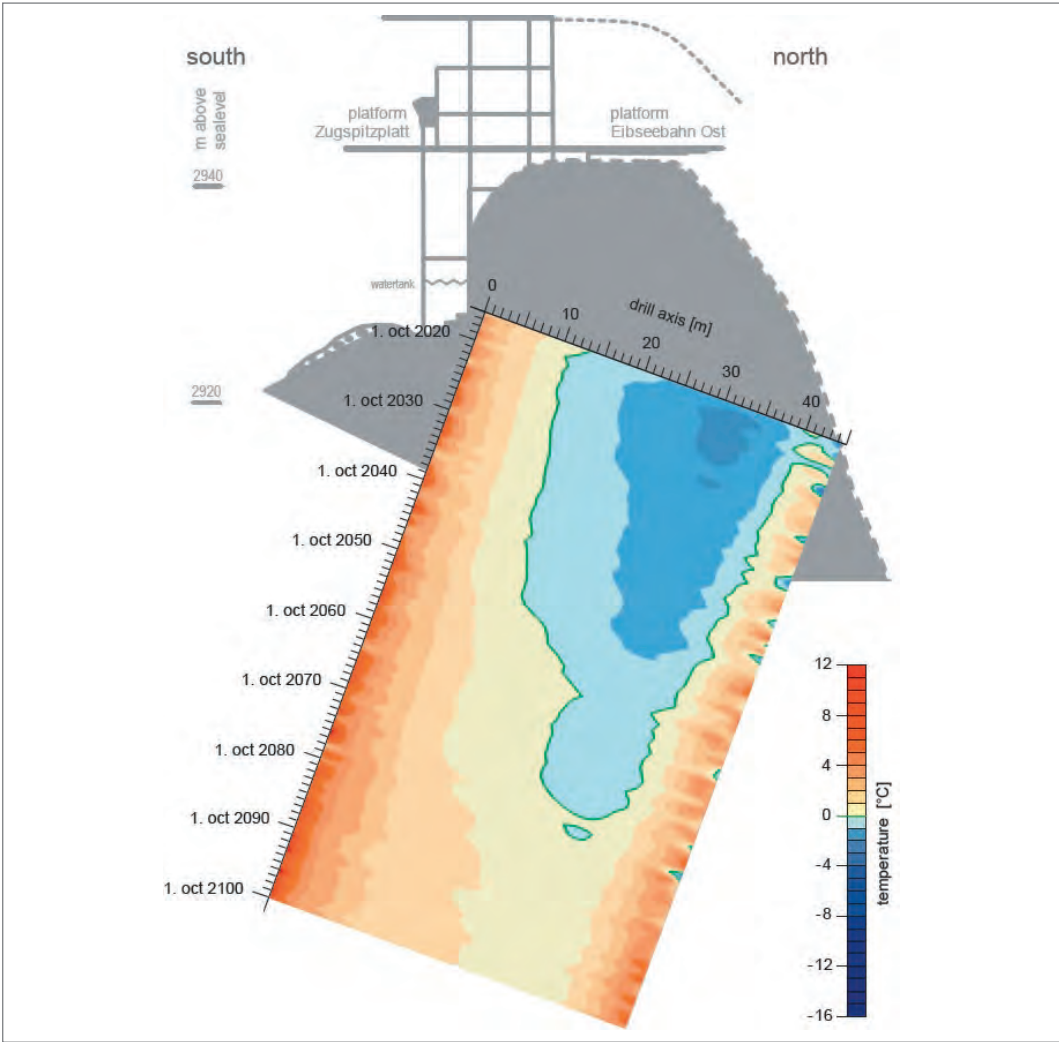 south
north
m above
sealevel
platform
Zugspitzplatt
platform
Eibseebahn Ost
2940
watertank
0
10
drill axis [m]
20
30
40
2920
1. oct 2020
1. oct 2030
1. oct 2040
1. oct 2050
1. oct 2060
1. oct 2070
1. oct 2080
1. oct 2090
1. oct 2100
12
8
4
0
-4
-8
-12
-16
temperature [°C]